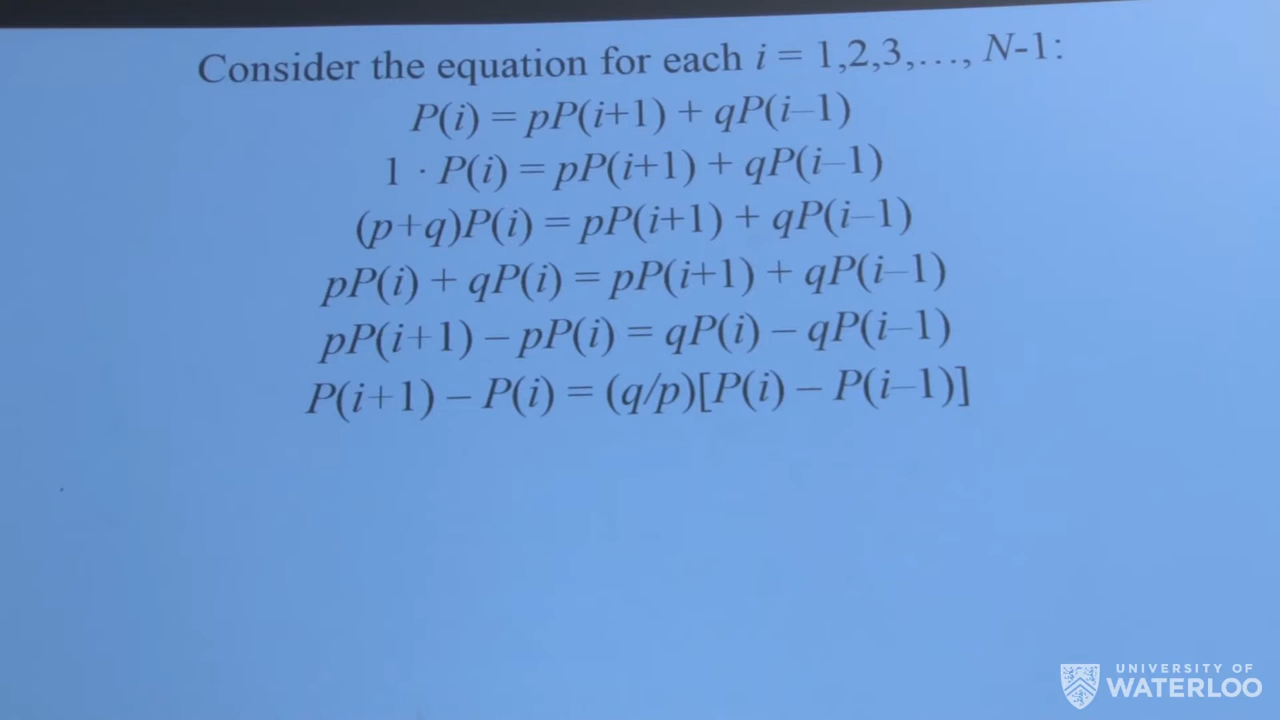 Consider the equation for each i = 1,2,3,…, N-1:
P(i) = pP(i+1) + qP(i–1)
1 · P(i) = pP(i+1) + qP(i–1)
(p+q)P(i) = pP(i+1) + qP(i–1)
pP(i) + qP(i) = pP(i+1) + qP(i–1)
pP(i+1) – pP(i) = qP(i) – qP(i–1)
P(i+1) – P(i) = (q/p)[P(i) – P(i–1)]
UNIVERSITY OF
WATERLOO